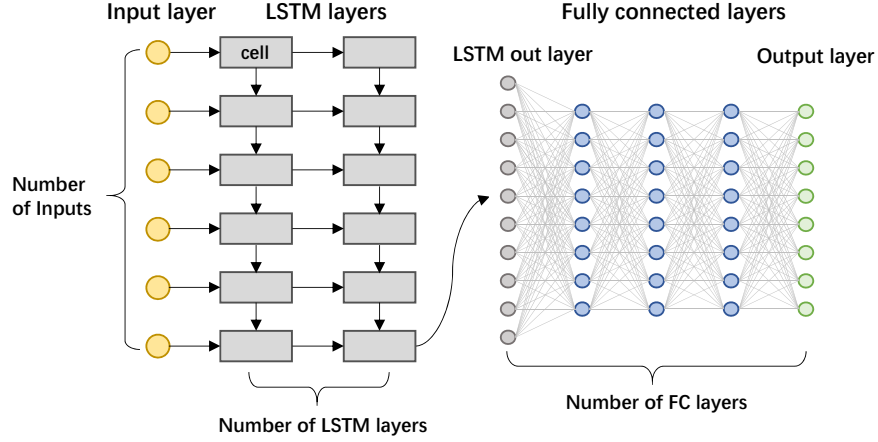 Input layer
LSTM layers
Fully connected layers
cell
LSTM out layer
Output layer
Number
of Inputs
Number of LSTM layers
Number of FC layers